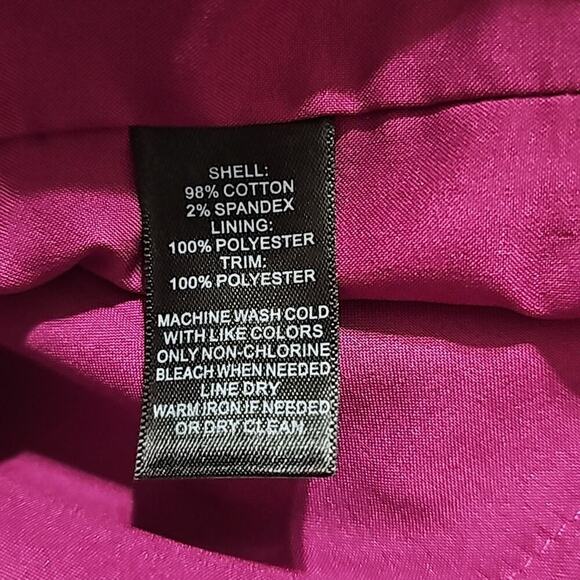 SHELL:
98% COTTON
2% SPANDEX
LINING:
100% POLYESTER
TRIM:
100% POLYESTER
MACHINE WASH COLD
WITH LIKE COLORS
ONLY NON-CHLORINE
BLEACH WHEN NEEDED
LINE DRY
WARM IRON IF NEEDED
OR DRY CLEAN.